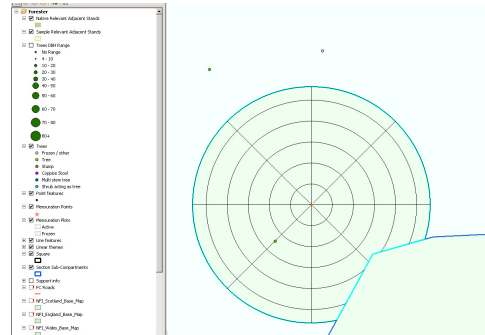 Forester
Native Relevant Adjacent Stands
Sample Relevant Adjacent Stands
Trees DBH Range
No Range
4 - 10
10 - 20
20 - 30
30 - 40
40 - 50
50 - 60
60 - 70
70 - 80
80+
Trees
Frozen / other
Tree
Stump
Coppice Stool
Multi stem tree
Shrub acting as tree
Point features
Mensuration Points
Mensuration Plots
Active
Frozen
Line features
Linear themes
Square
Section Sub-Compartments
Support info
FC Roads
NFI_Scotland_Base_Map
NFI_England_Base_Map
NFI_Wales_Base_Map